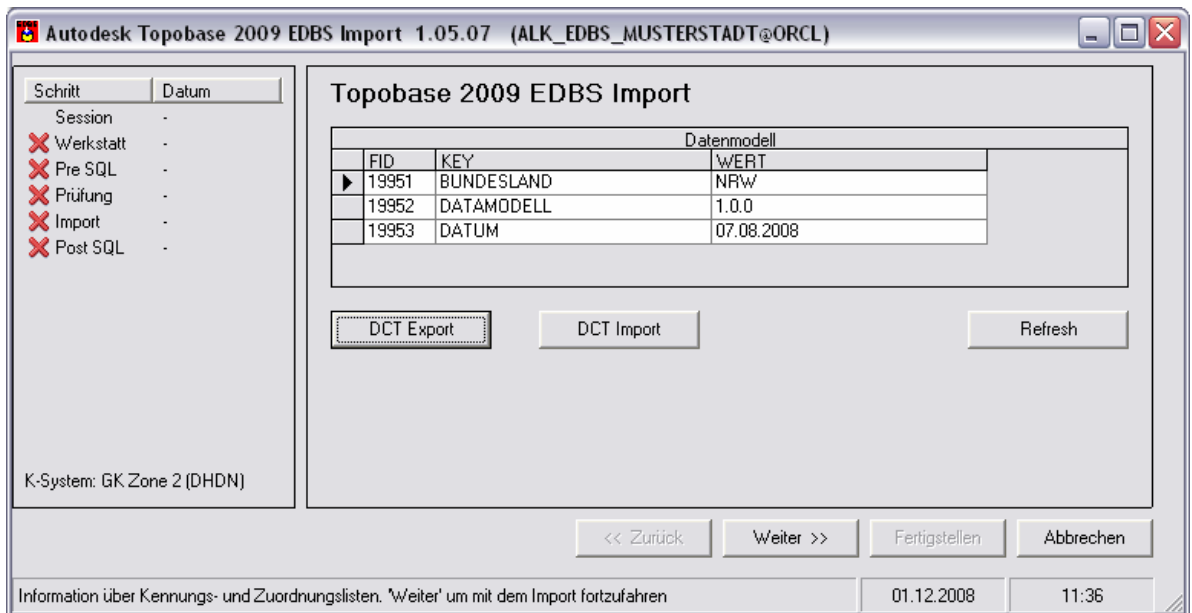 Autodesk Topobase 2009 EDBS Import 1.05.07 (ALK_EDBS_MUSTERSTADT@ORCL)
Schritt Datum
Session -
Werkstatt -
Pre SQL -
Prüfung -
Import -
Post SQL -
K-System: GK Zone 2 (DHDN)
Topobase 2009 EDBS Import
Datenmodell
FID KEY WERT
19951 BUNDESLAND NRW
19952 DATAMODELL 1.0.0
19953 DATUM 07.08.2008
DCT Export DCT Import Refresh
<< Zurück Weiter >> Fertigstellen Abbrechen
Information über Kennungs- und Zuordnungslisten. 'Weiter' um mit dem Import fortzufahren 01.12.2008 11:36